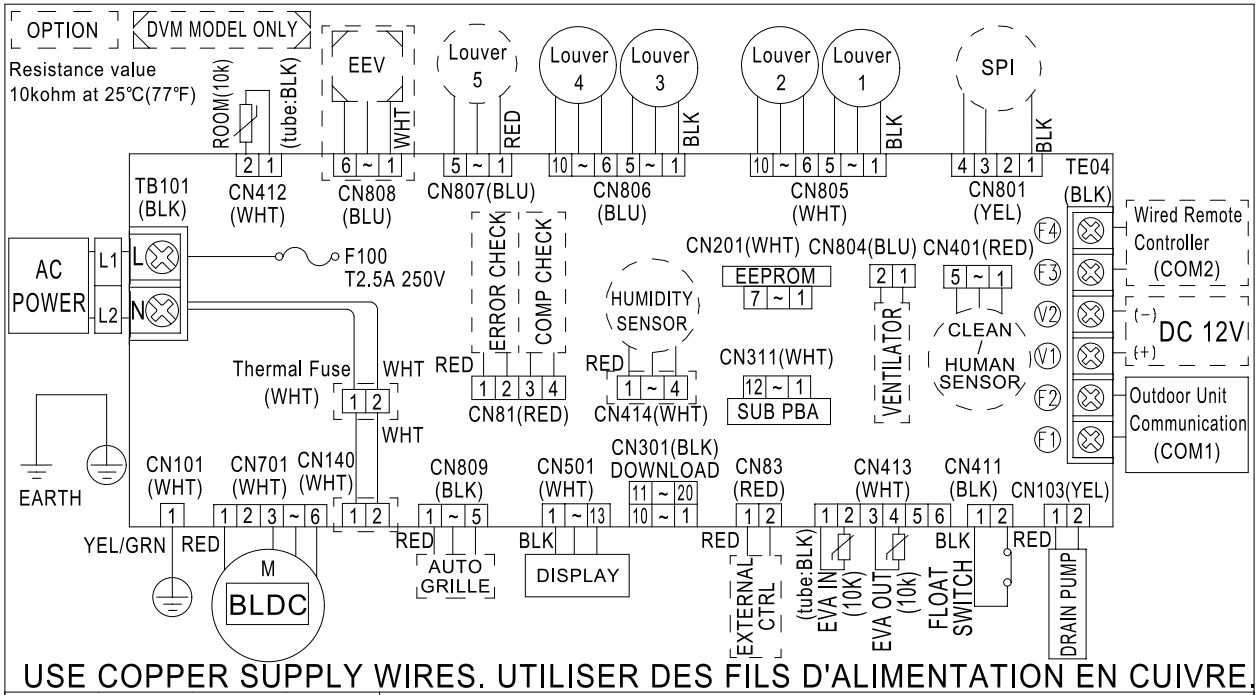 OPTION
DVM MODEL ONLY
Resistance value
10kohm at 25℃(77℉)
ROOM(10k)
(tube:BLK)
2 1
CN412
(WHT)
EEV
WHT
6 ~ 1
CN808
(BLU)
Louver
5
RED
5 ~ 1
CN807(BLU)
Louver
4
Louver
3
BLK
10 ~ 6 5 ~ 1
CN806
(BLU)
Louver
2
Louver
1
BLK
10 ~ 6 5 ~ 1
CN805
(WHT)
SPI
BLK
4 3 2 1
CN801
(YEL)
TE04
(BLK)
TB101
(BLK)
AC
POWER
L1
L2
L
N
F100
T2.5A 250V
Thermal Fuse
(WHT)
WHT
1 2
WHT
ERROR CHECK
COMP CHECK
RED
1 2 3 4
CN81(RED)
HUMIDITY
SENSOR
RED
1 ~ 4
CN414(WHT)
CN201(WHT)
EEPROM
7 ~ 1
CN311(WHT)
12 ~ 1
SUB PBA
CN804(BLU)
2 1
VENTILATOR
CN401(RED)
5 ~ 1
CLEAN
/
HUMAN
SENSOR
F4
F3
V2
V1
F2
F1
Wired Remote
Controller
(COM2)
(-)
DC 12V
(+)
Outdoor Unit
Communication
(COM1)
EARTH
CN101
(WHT)
1
YEL/GRN
CN701
(WHT)
1 2 3 ~ 6
RED
M
BLDC
CN140
(WHT)
1 2
CN809
(BLK)
1 ~ 5
RED
AUTO
GRILLE
CN501
(WHT)
1 ~ 13
BLK
DISPLAY
CN301(BLK)
DOWNLOAD
11 ~ 20
10 ~ 1
CN83
(RED)
1 2
RED
EXTERNAL
CTRL
CN413
(WHT)
1 2 3 4 5 6
(tube:BLK)
EVA IN
(10K)
EVA OUT
(10k)
CN411
(BLK)
1 2
BLK
FLOAT
SWITCH
CN103(YEL)
1 2
RED
DRAIN PUMP
USE COPPER SUPPLY WIRES. UTILISER DES FILS D'ALIMENTATION EN CUIVRE.